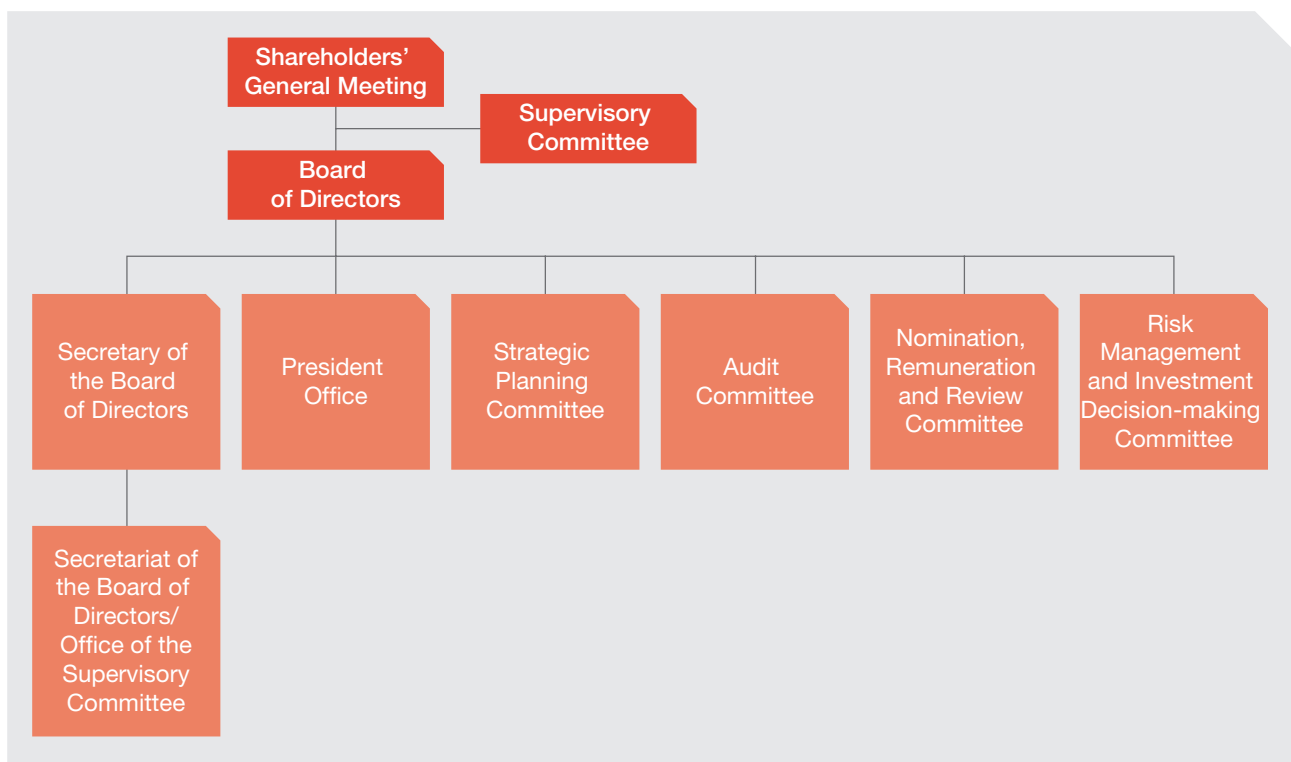 Shareholders’
General Meeting
Supervisory
Committee
Board
of Directors
Secretary of
the Board
of Directors
President
Office
Strategic
Planning
Committee
Audit
Committee
Nomination,
Remuneration
and Review
Committee
Risk
Management
and Investment
Decision-making
Committee
Secretariat of
the Board of
Directors/
Office of the
Supervisory
Committee